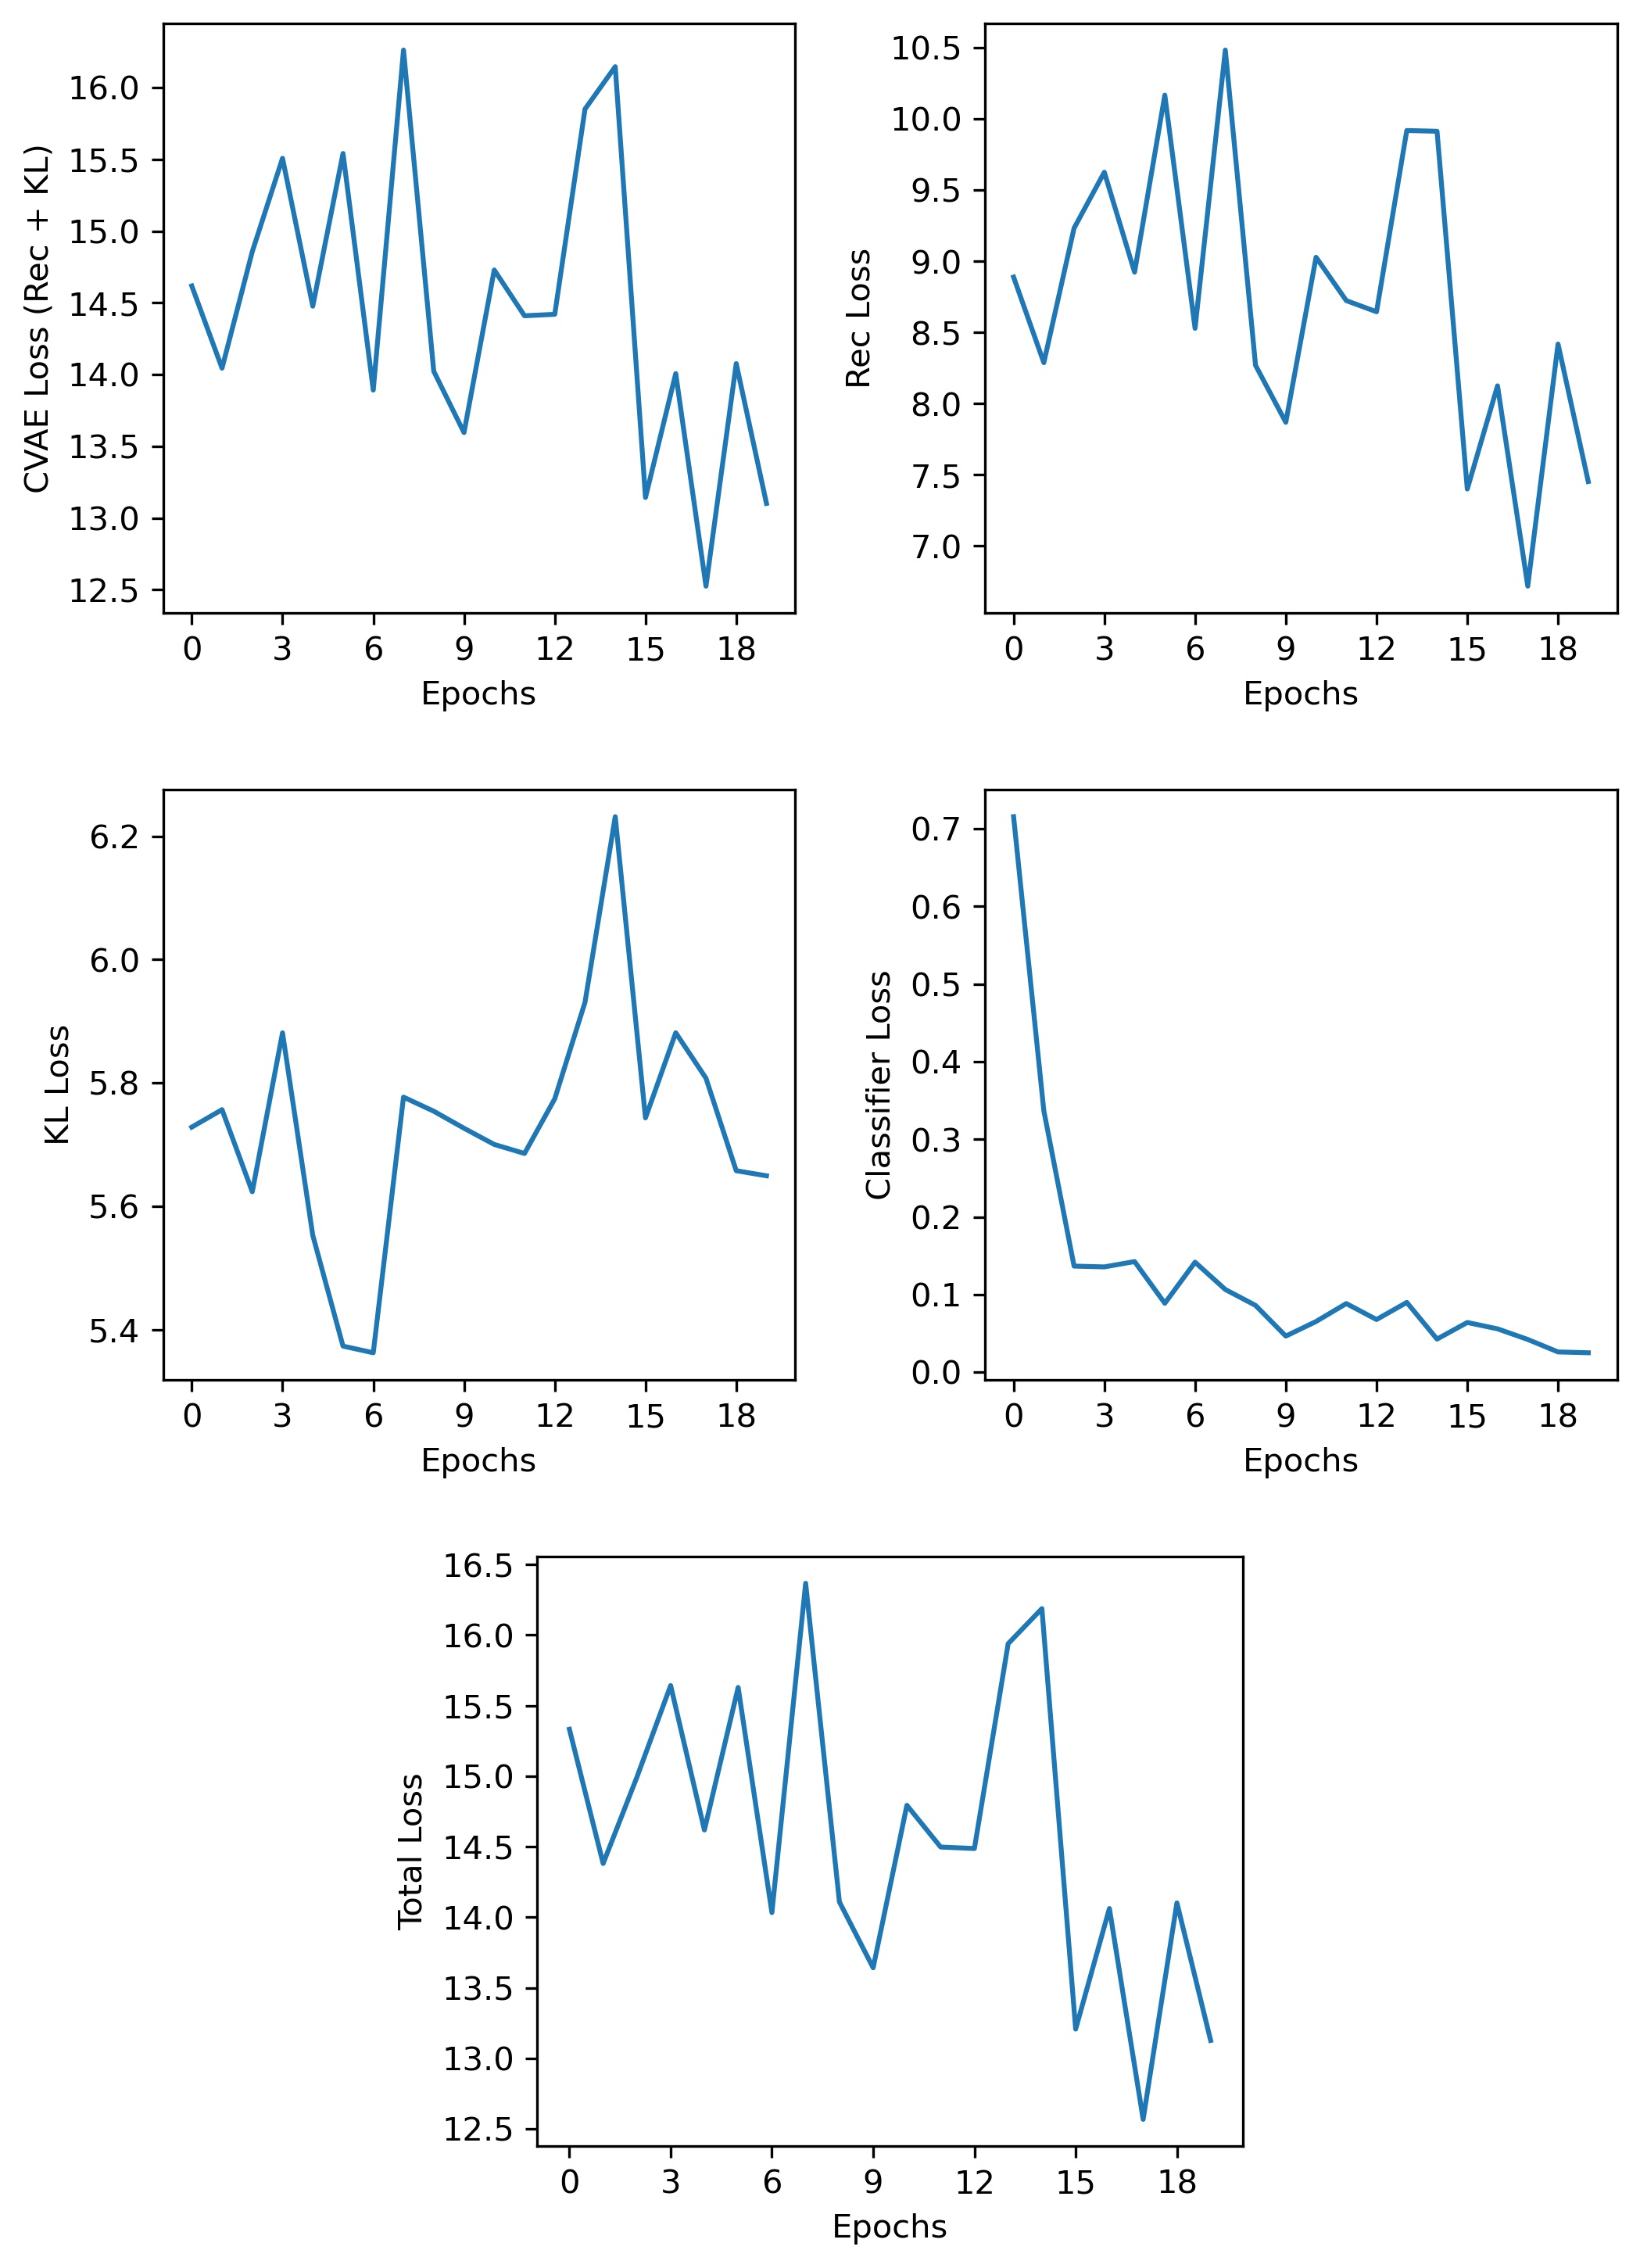 CVAE Loss (Rec + KL)
16.0
15.5
15.0
14.5
14.0
13.5
13.0
12.5
0 3 6 9 12 15 18
Epochs
Rec Loss
10.5
10.0
9.5
9.0
8.5
8.0
7.5
7.0
0 3 6 9 12 15 18
Epochs
KL Loss
6.2
6.0
5.8
5.6
5.4
0 3 6 9 12 15 18
Epochs
Classifier Loss
0.7
0.6
0.5
0.4
0.3
0.2
0.1
0.0
0 3 6 9 12 15 18
Epochs
Total Loss
16.5
16.0
15.5
15.0
14.5
14.0
13.5
13.0
12.5
0 3 6 9 12 15 18
Epochs